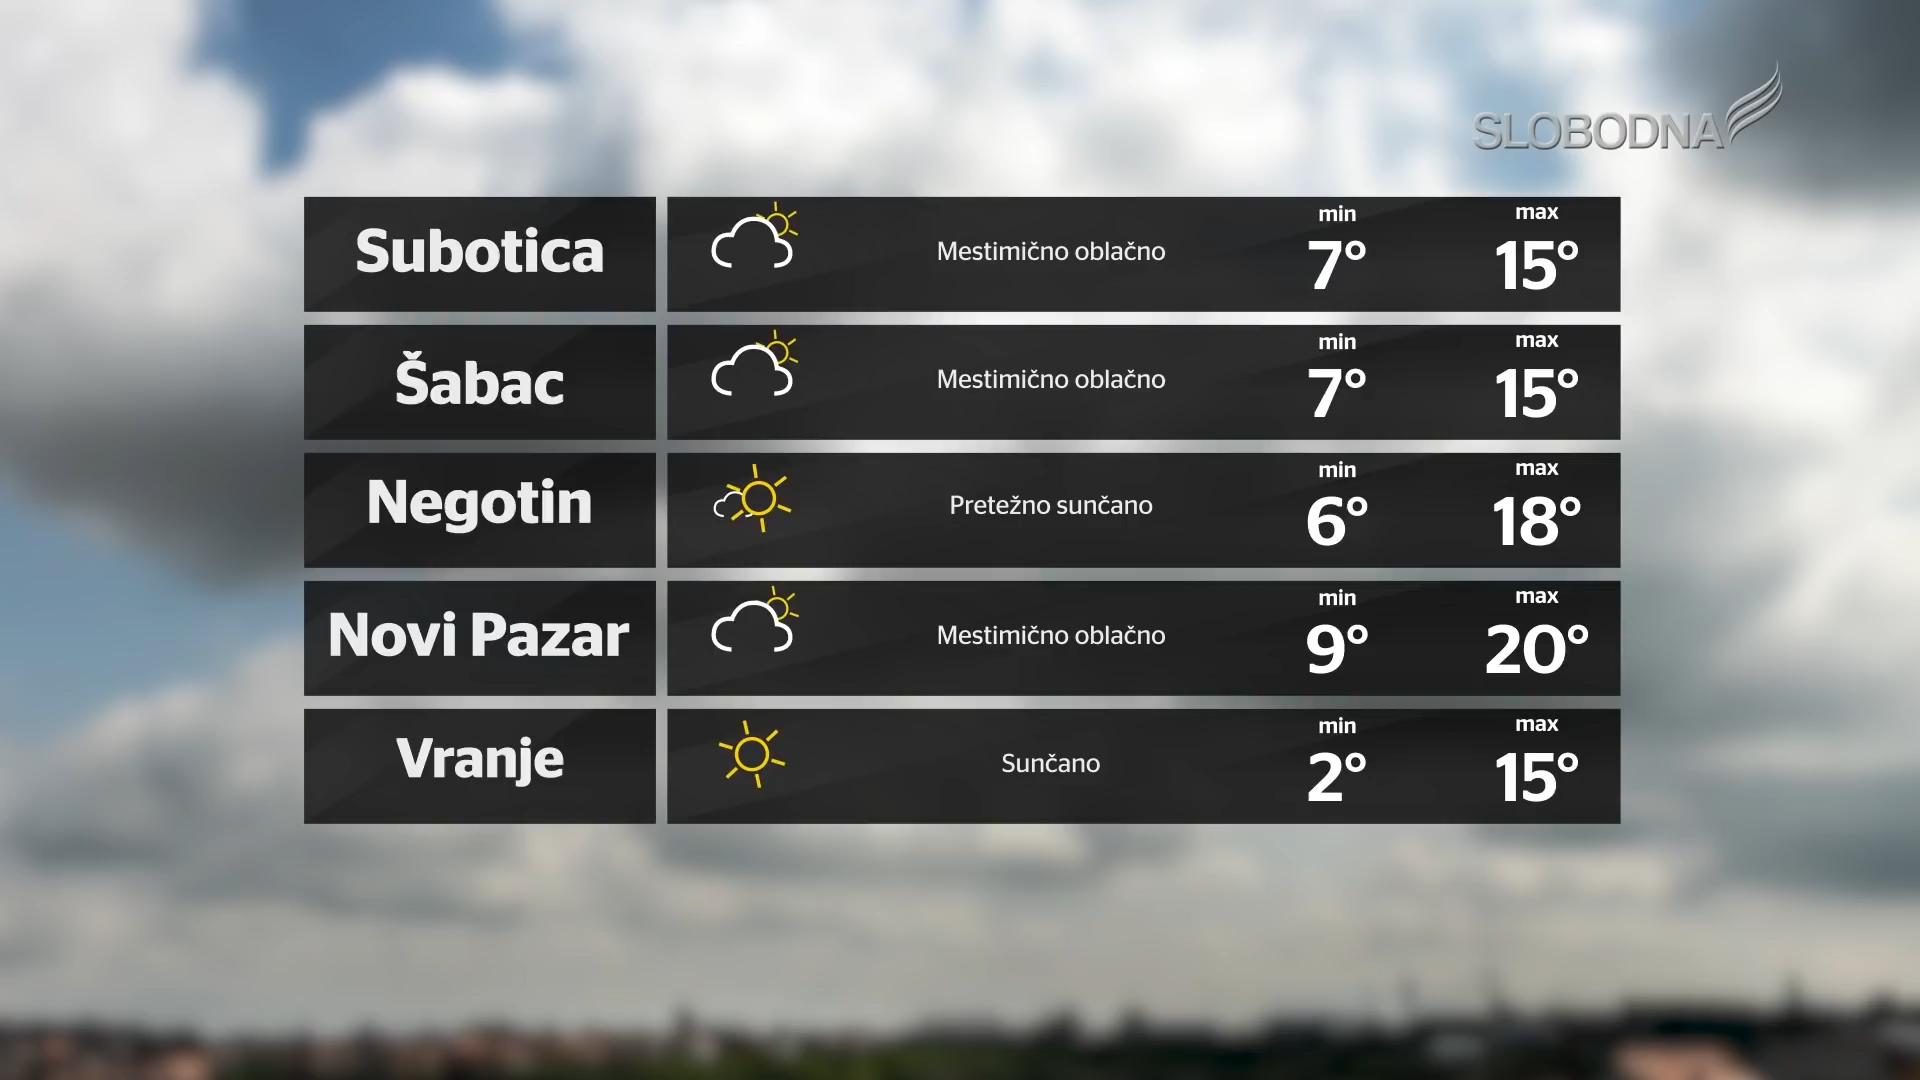 SLOBODNA
Subotica
Mestimično oblačno
min
7°
max
15°
Šabac
Mestimično oblačno
min
7°
max
15°
Negotin
Pretežno sunčano
min
6°
max
18°
Novi Pazar
Mestimično oblačno
min
9°
max
20°
Vranje
Sunčano
min
2°
max
15°